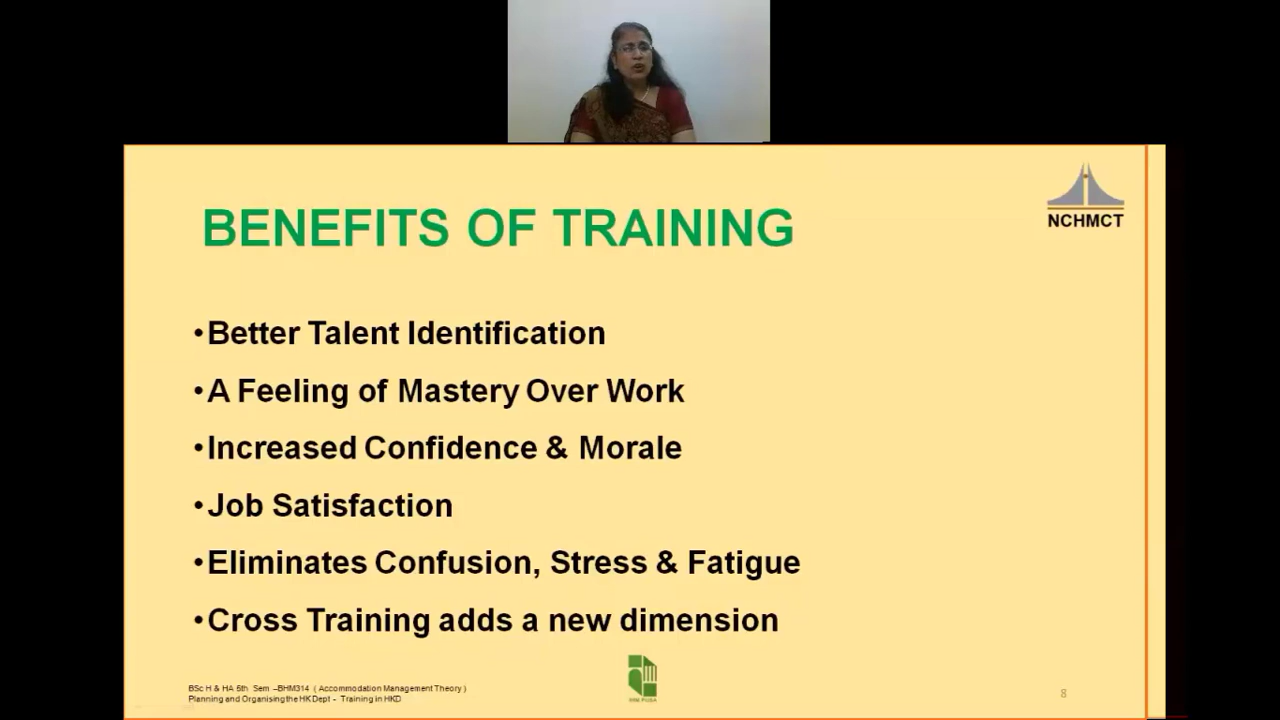 NCHMCT
BENEFITS OF TRAINING
•Better Talent Identification
•A Feeling of Mastery Over Work
•Increased Confidence & Morale
•Job Satisfaction
•Eliminates Confusion, Stress & Fatigue
•Cross Training adds a new dimension
BSc H & HA 5th Sem –BHM314 ( Accommodation Management Theory )
Planning and Organising the HK Dept - Training in HKD
8